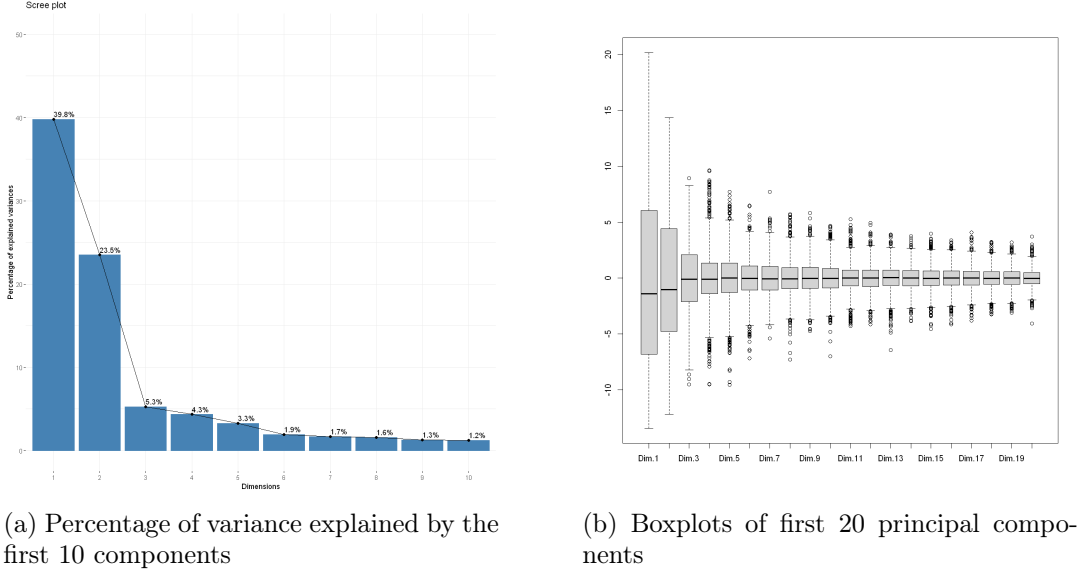 Scree plot
50
40
30
20
10
0
Percentage of explained variances
39.8%
23.5%
5.3%
4.3%
3.3%
1.9%
1.7%
1.6%
1.3%
1.2%
1 2 3 4 5 6 7 8 9 10
Dimensions
20
15
10
5
0
-5
-10
Dim.1 Dim.3 Dim.5 Dim.7 Dim.9 Dim.11 Dim.13 Dim.15 Dim.17 Dim.19
(a) Percentage of variance explained by the
first 10 components
(b) Boxplots of first 20 principal compo-
nents